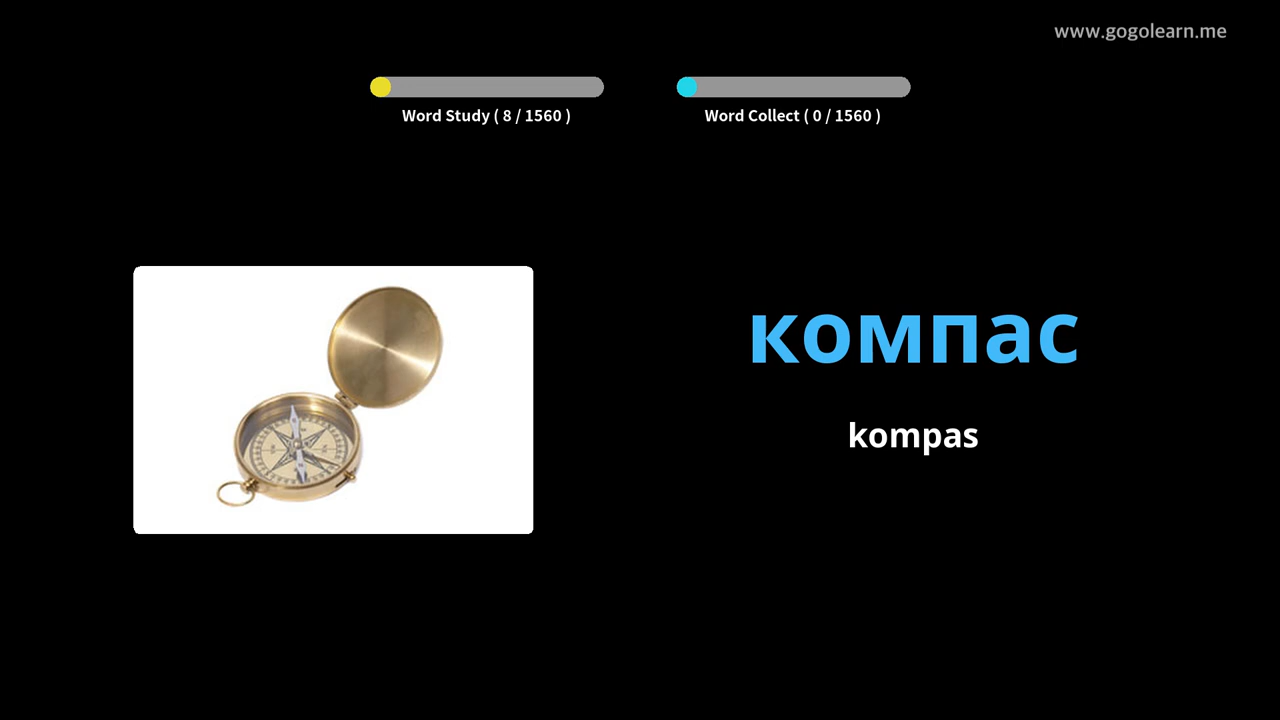 www.gogolearn.me
Word Study ( 8 / 1560 )
Word Collect ( 0 / 1560 )
компас
kompas